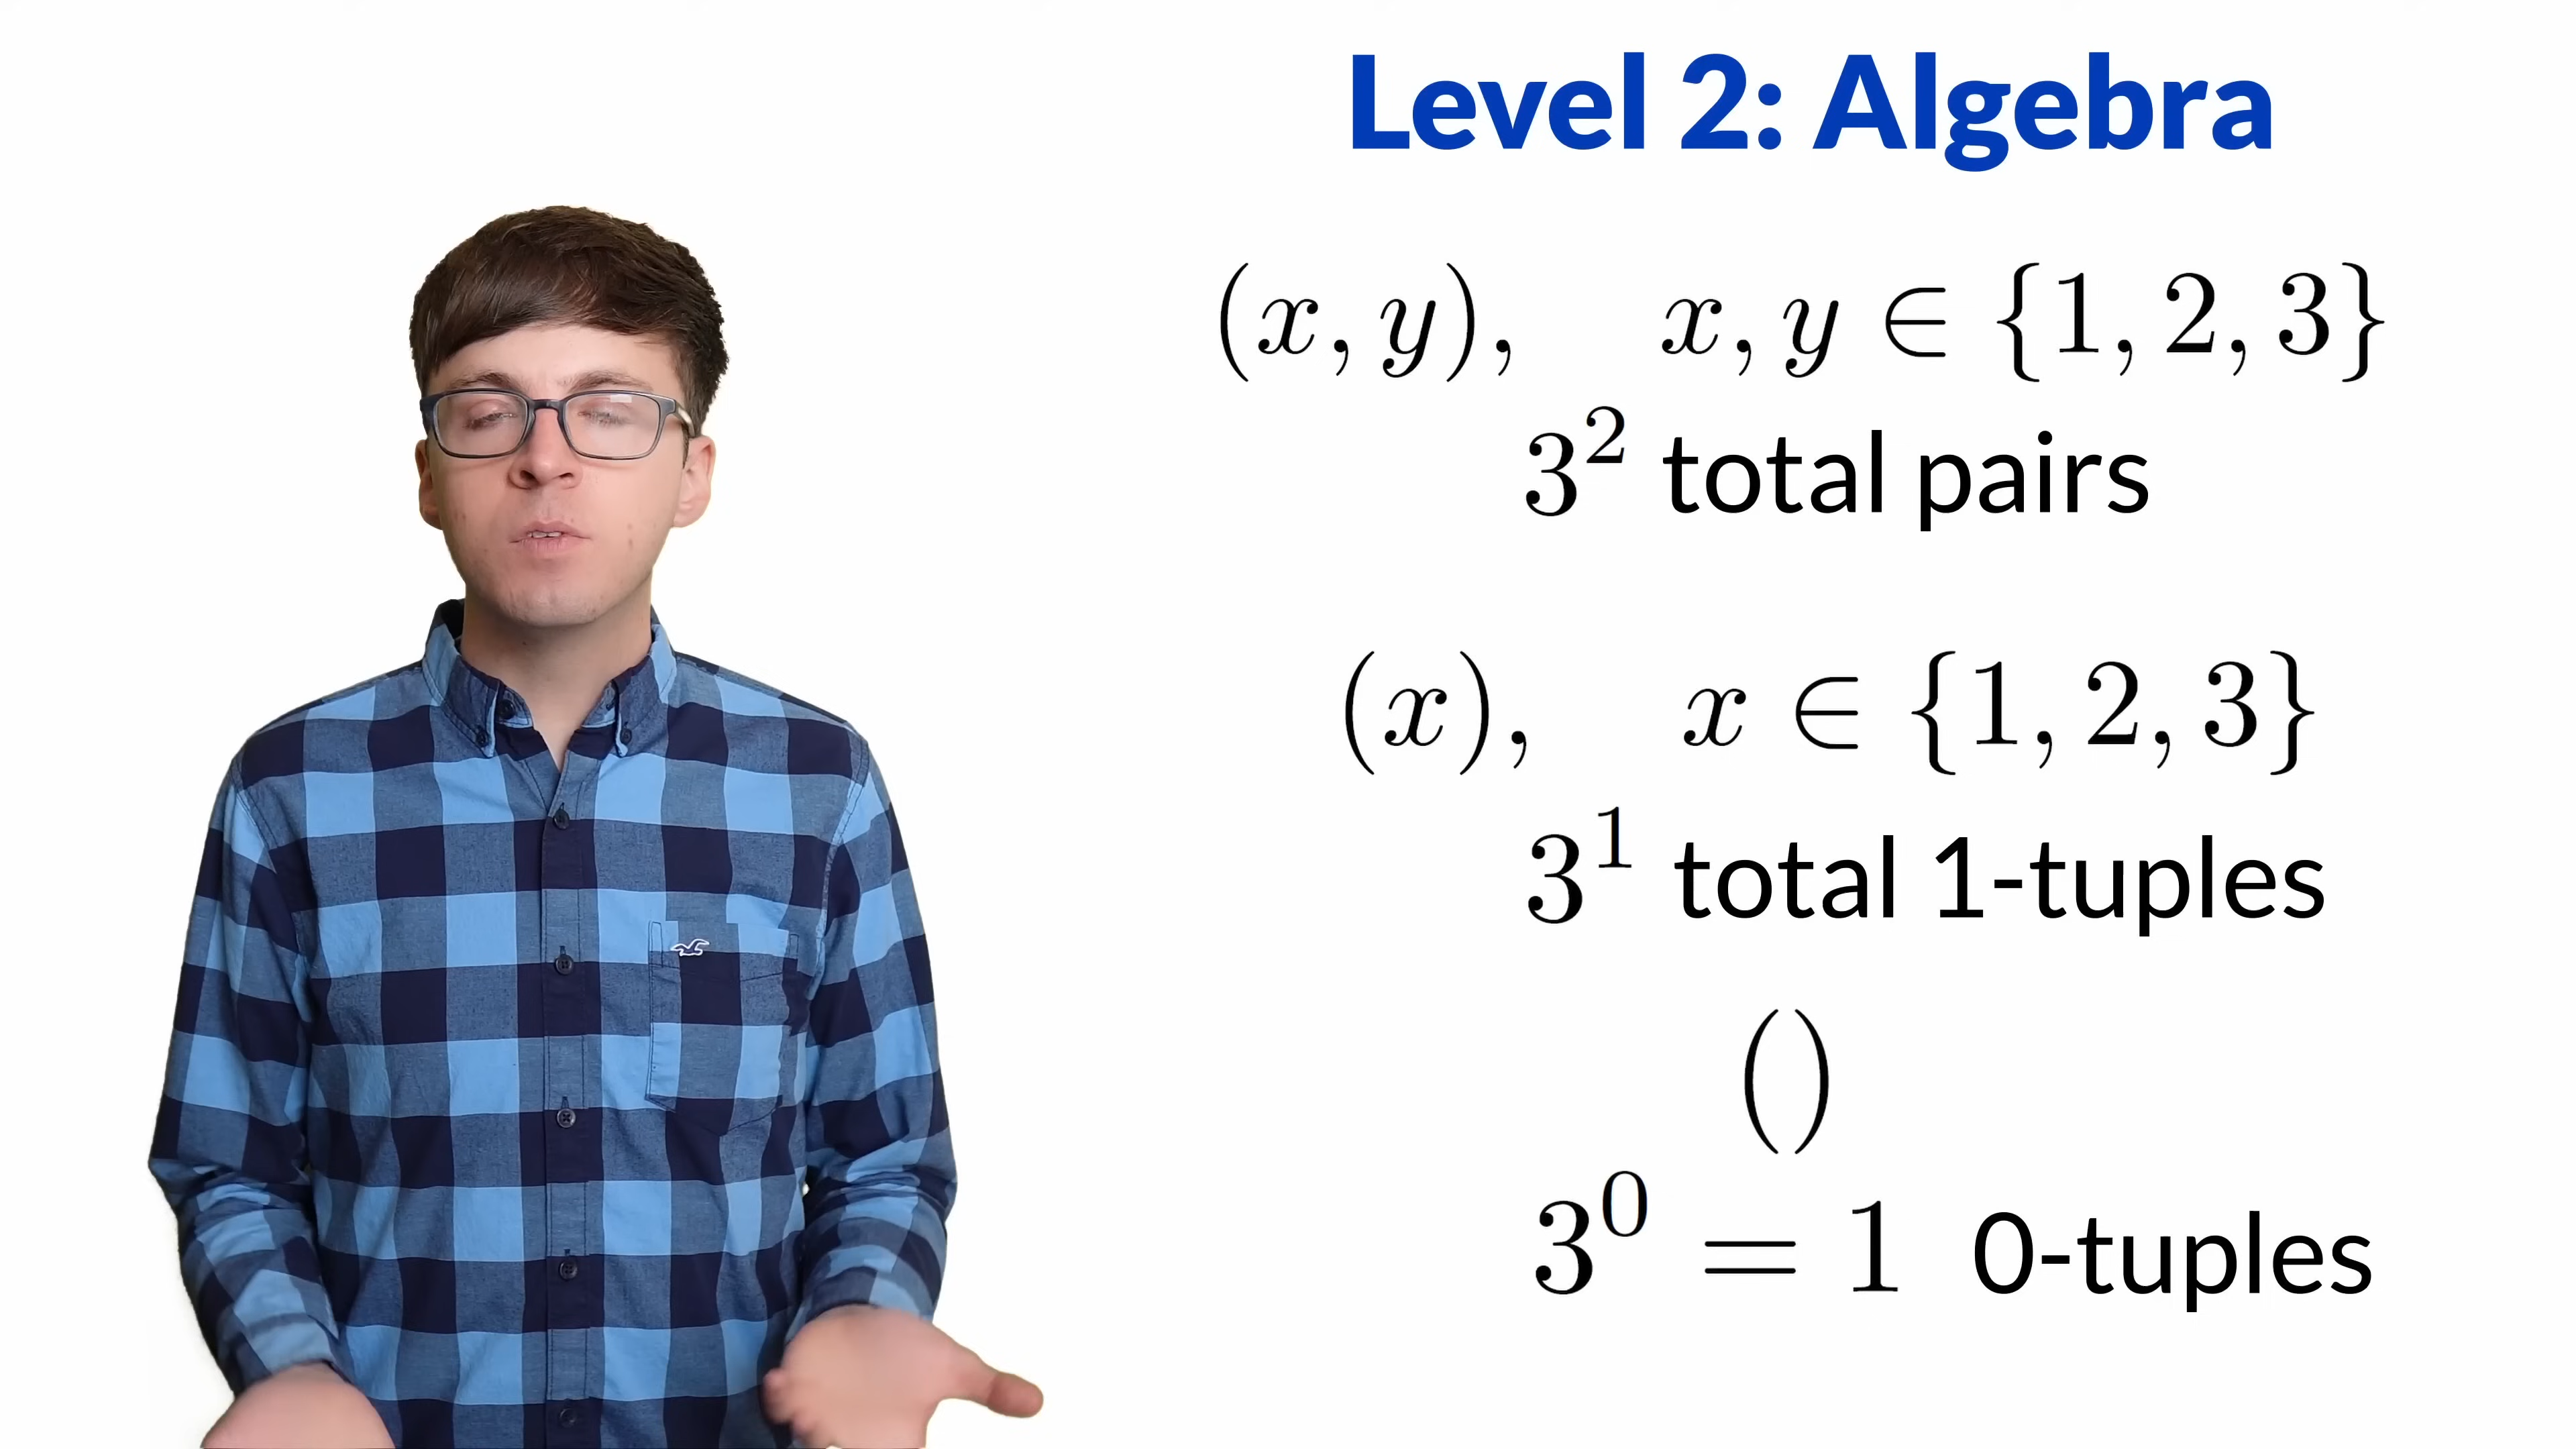 Level 2: Algebra
(x, y), x, y ∈ {1, 2, 3}
3² total pairs
(x), x ∈ {1, 2, 3}
3¹ total 1-tuples
()
3⁰ = 1 0-tuples